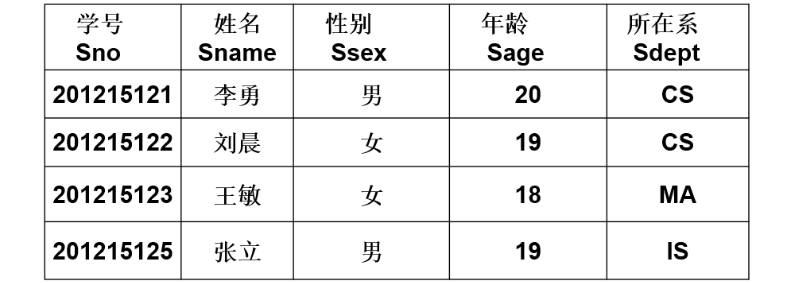 学号 姓名 性别 年龄 所在系
Sno Sname Ssex Sage Sdept
201215121 李勇 男 20 CS
201215122 刘晨 女 19 CS
201215123 王敏 女 18 MA
201215125 张立 男 19 IS